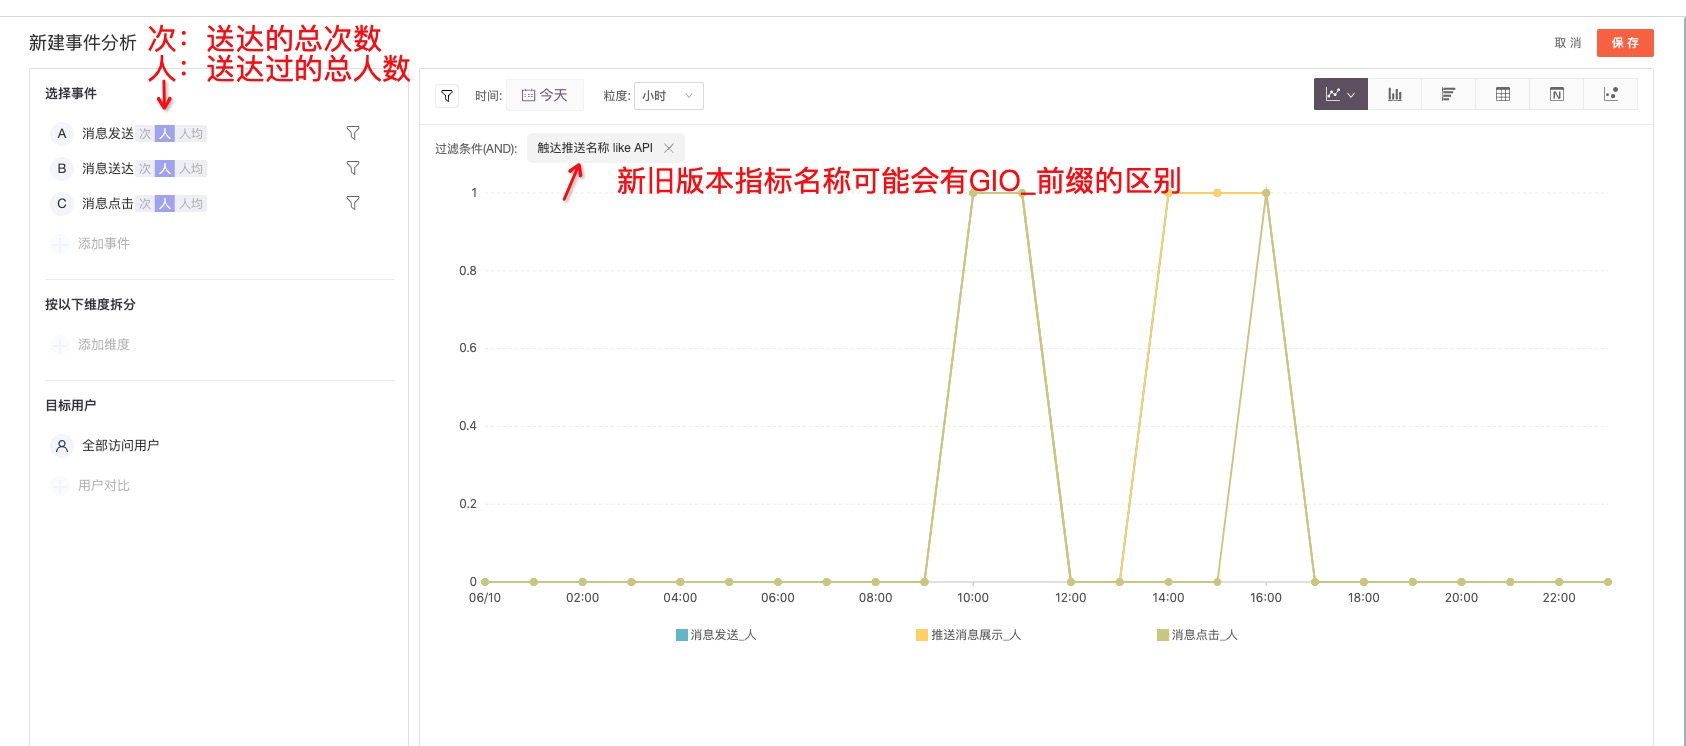 新建事件分析
次：送达的总次数
人：送达过的总人数
取 消
保 存
选择事件
A 消息发送 次 人 人均
B 消息送达 次 人 人均
C 消息点击 次 人 人均
添加事件
按以下维度拆分
添加维度
目标用户
全部访问用户
用户对比
时间: 今天 粒度: 小时
N
过滤条件(AND): 触达推送名称 like API
新旧版本指标名称可能会有GIO_前缀的区别
1
0.8
0.6
0.4
0.2
0
06/10 02:00 04:00 06:00 08:00 10:00 12:00 14:00 16:00 18:00 20:00 22:00
消息发送_人 推送消息展示_人 消息点击_人